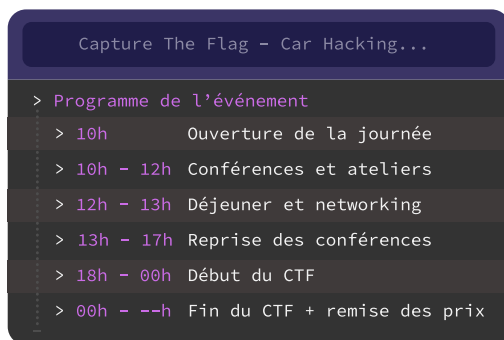 Capture The Flag – Car Hacking...
> Programme de l’événement
> 10h Ouverture de la journée
> 10h – 12h Conférences et ateliers
> 12h – 13h Déjeuner et networking
> 13h – 17h Reprise des conférences
> 18h – 00h Début du CTF
> 00h – --h Fin du CTF + remise des prix